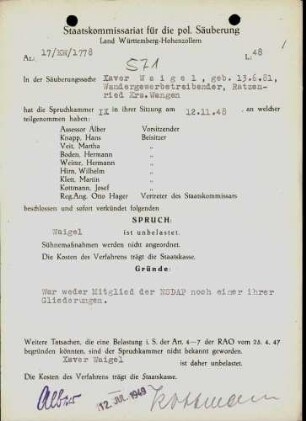 Staatskommissariat für die pol. Säuberung
Land Württemberg-Hohenzollern
Az. 17/KW/1778 L.48
571
In der Säuberungssache Xaver Weigel, geb. 13.6.81,
Wandergewerbetreibender, Ratzen-
ried Krs.Wangen
hat die Spruchkammer IX in ihrer Sitzung am 12.11.48 , an welcher
teilgenommen haben:
Assessor Alber Vorsitzender
Knapp, Hans Beisitzer
Veit, Martha „
Boden, Hermann „
Weine, Hermann „
Hirn, Wilhelm „
Klen, Martin „
Kottmann, Josef „
Reg.Ang. Otto Hager Vertreter des Staatskommissars
beschlossen und sofort verkündet folgenden
SPRUCH:
Waigel
ist unbelastet.
Sühnemaßnahmen werden nicht angeordnet.
Die Kosten des Verfahrens trägt die Staatskasse.
Gründe:
War weder Mitglied der NSDAP noch einer ihrer
Gliederungen.
Weitere Tatsachen, die eine Belastung i. S. der Art. 4—7 der RAO vom 28. 4. 47
begründen könnten, sind der Spruchkammer nicht bekannt geworden.
Xaver Waigel
ist daher unbelastet.
Die Kosten des Verfahrens trägt die Staatskasse.
Alber 12. JUL. 1949 Kottmann